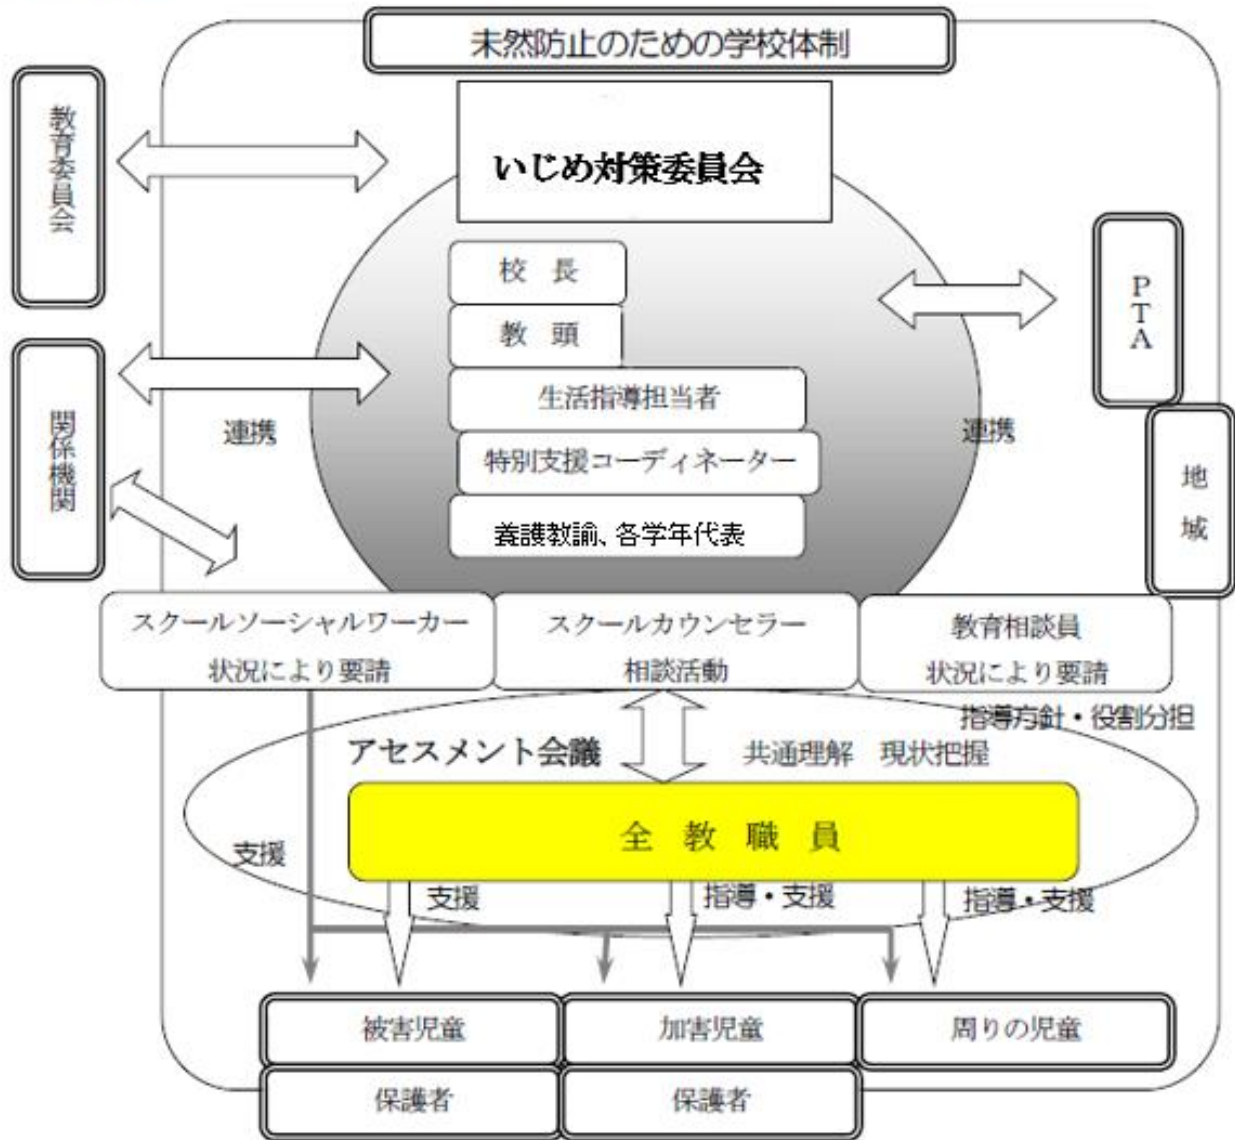 未然防止のための学校体制
教育委員会
いじめ対策委員会
校 長
教 頭
生活指導担当者
特別支援コーディネーター
養護教諭、各学年代表
PTA
地域
関係機関
連携
連携
スクールソーシャルワーカー
状況により要請
スクールカウンセラー
相談活動
教育相談員
状況により要請
指導方針・役割分担
アセスメント会議
共通理解 現状把握
全 教 職 員
支援
支援
指導・支援
指導・支援
被害児童
加害児童
周りの児童
保護者
保護者